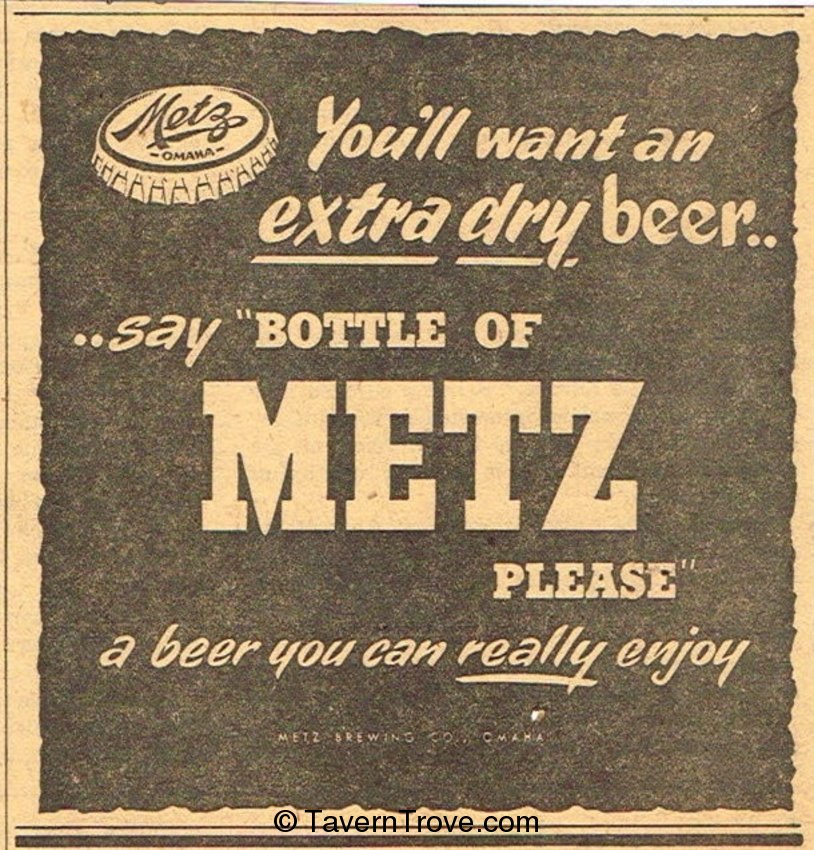 Metz
-OMAHA-
You'll want an
extra dry beer..
..say "BOTTLE OF
METZ
PLEASE"
a beer you can really enjoy
METZ BREWING CO., OMAHA
© TavernTrove.com